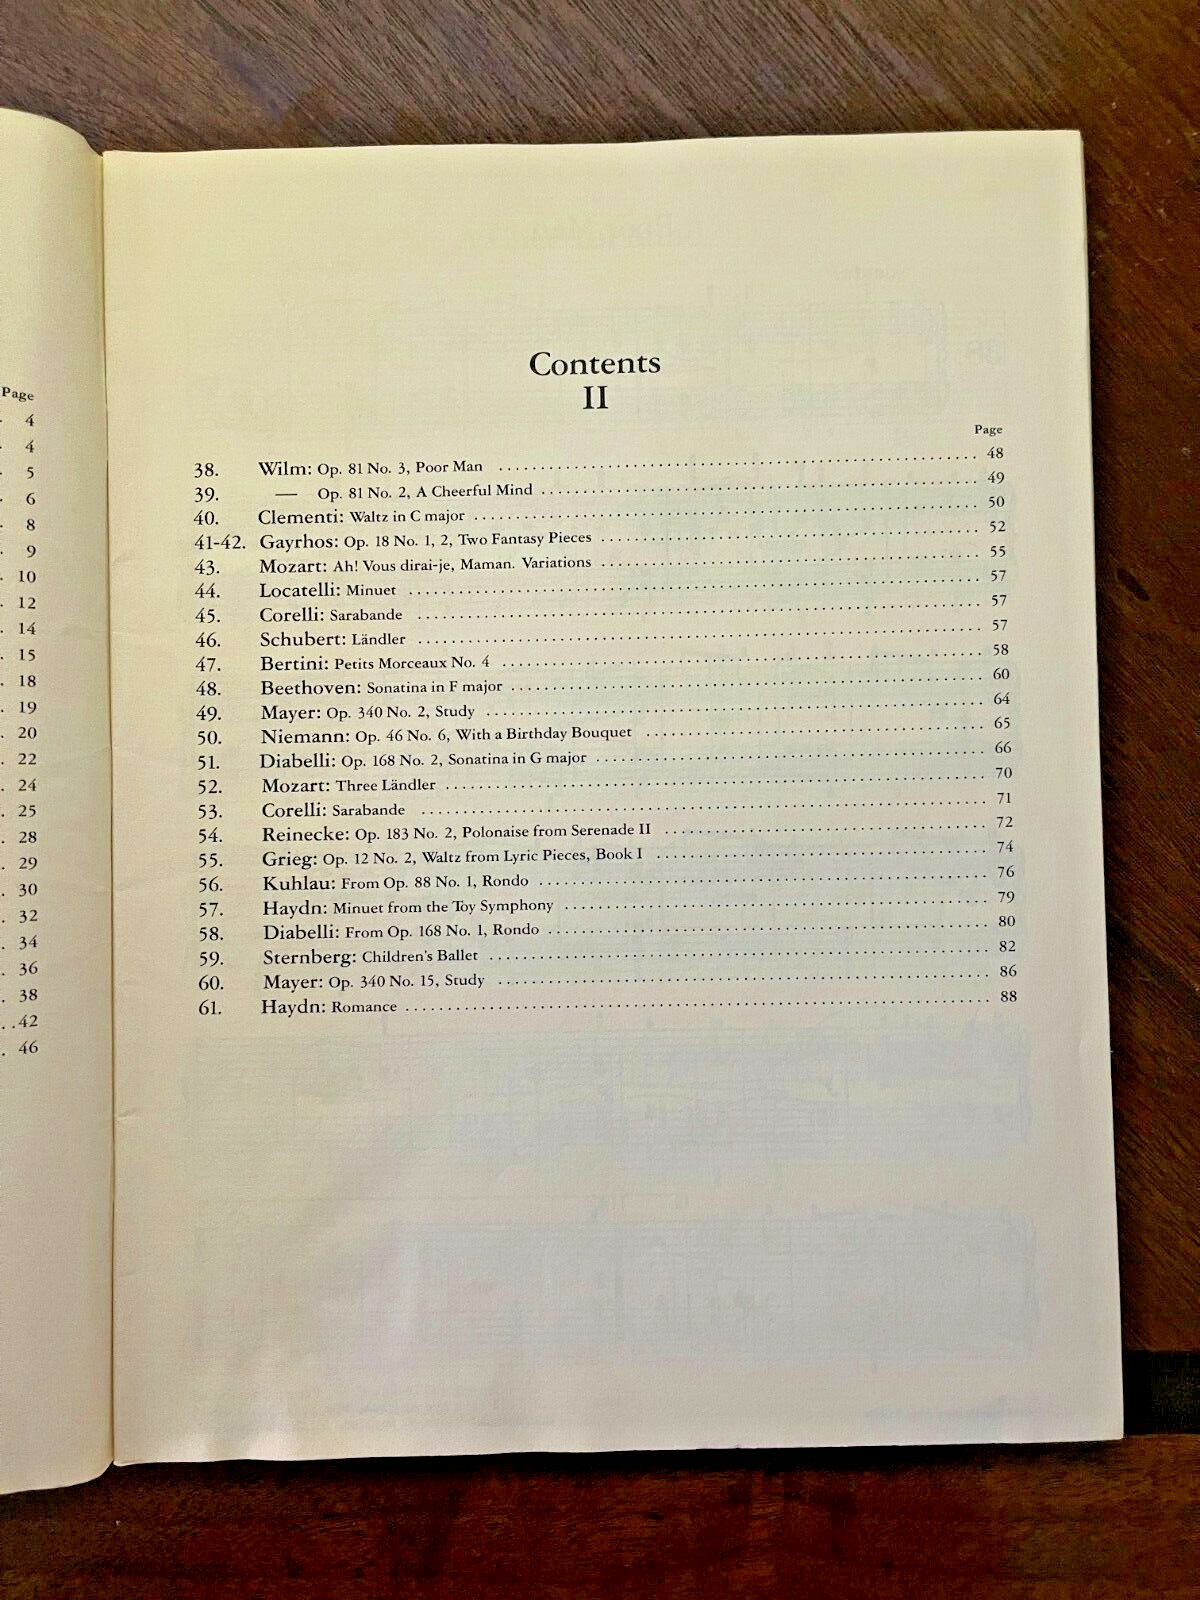 Page
4
4
5
6
8
9
10
12
14
15
18
19
20
22
24
25
28
29
30
32
34
36
38
42
46
Contents
II
Page
38. Wilm: Op. 81 No. 3, Poor Man 48
39. — Op. 81 No. 2, A Cheerful Mind 49
40. Clementi: Waltz in C major 50
41-42. Gayrhos: Op. 18 No. 1, 2, Two Fantasy Pieces 52
43. Mozart: Ah! Vous dirai-je, Maman. Variations 55
44. Locatelli: Minuet 57
45. Corelli: Sarabande 57
46. Schubert: Ländler 57
47. Bertini: Petits Morceaux No. 4 58
48. Beethoven: Sonatina in F major 60
49. Mayer: Op. 340 No. 2, Study 64
50. Niemann: Op. 46 No. 6, With a Birthday Bouquet 65
51. Diabelli: Op. 168 No. 2, Sonatina in G major 66
52. Mozart: Three Ländler 70
53. Corelli: Sarabande 71
54. Reinecke: Op. 183 No. 2, Polonaise from Serenade II 72
55. Grieg: Op. 12 No. 2, Waltz from Lyric Pieces, Book I 74
56. Kuhlau: From Op. 88 No. 1, Rondo 76
57. Haydn: Minuet from the Toy Symphony 79
58. Diabelli: From Op. 168 No. 1, Rondo 80
59. Sternberg: Children's Ballet 82
60. Mayer: Op. 340 No. 15, Study 86
61. Haydn: Romance 88